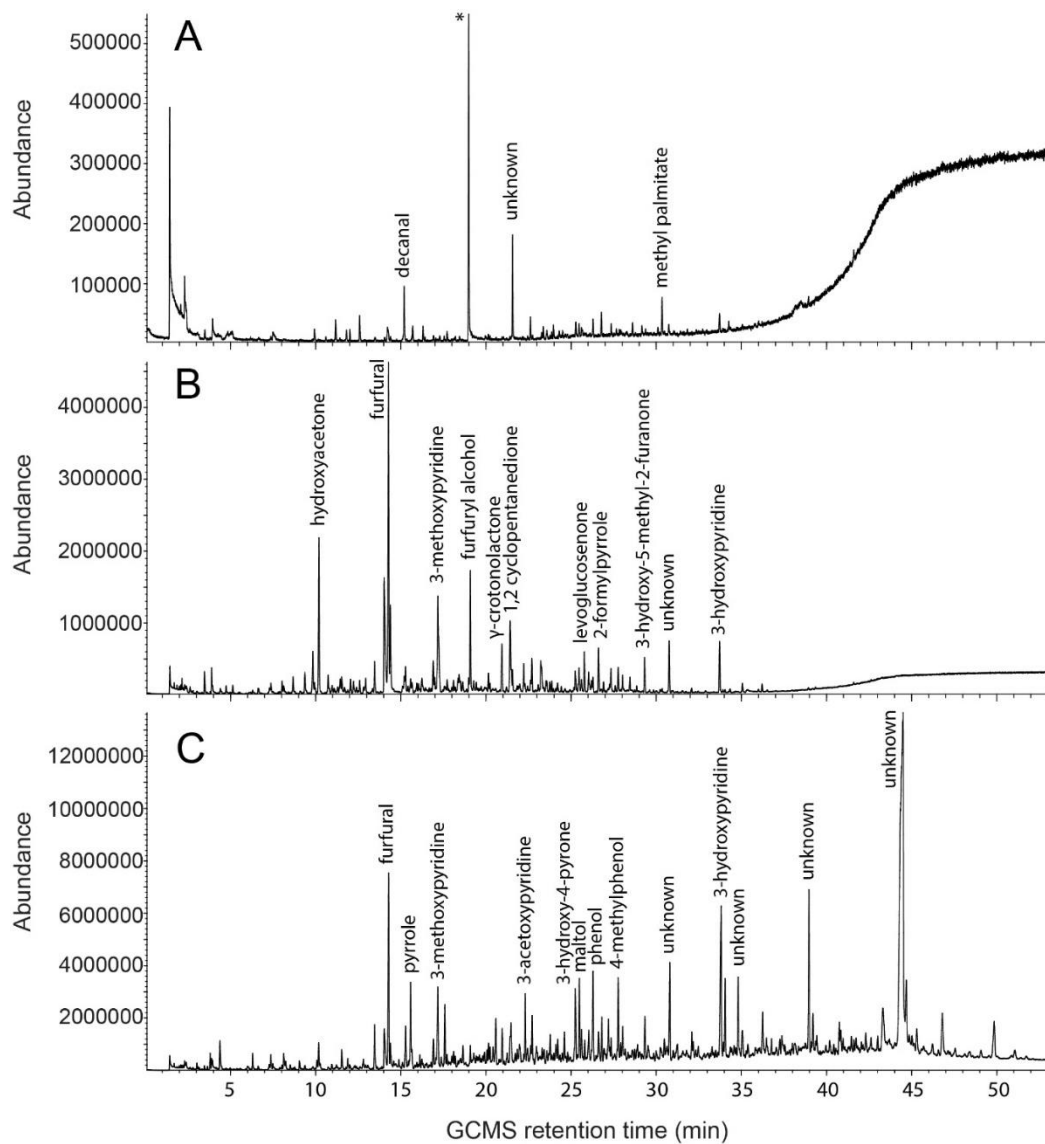 A
*
Abundance
500000
400000
300000
200000
100000
decanal
unknown
methyl palmitate
B
Abundance
4000000
3000000
2000000
1000000
hydroxyacetone
furfural
3-methoxypyridine
furfuryl alcohol
γ-crotonolactone
1,2 cyclopentanedione
levoglucosenone
2-formylpyrrole
3-hydroxy-5-methyl-2-furanone
unknown
3-hydroxypyridine
C
Abundance
12000000
10000000
8000000
6000000
4000000
2000000
furfural
pyrrole
3-methoxypyridine
3-acetoxypyridine
3-hydroxy-4-pyrone
maltol
phenol
4-methylphenol
unknown
3-hydroxypyridine
unknown
unknown
unknown
5 10 15 20 25 30 35 40 45 50
GCMS retention time (min)